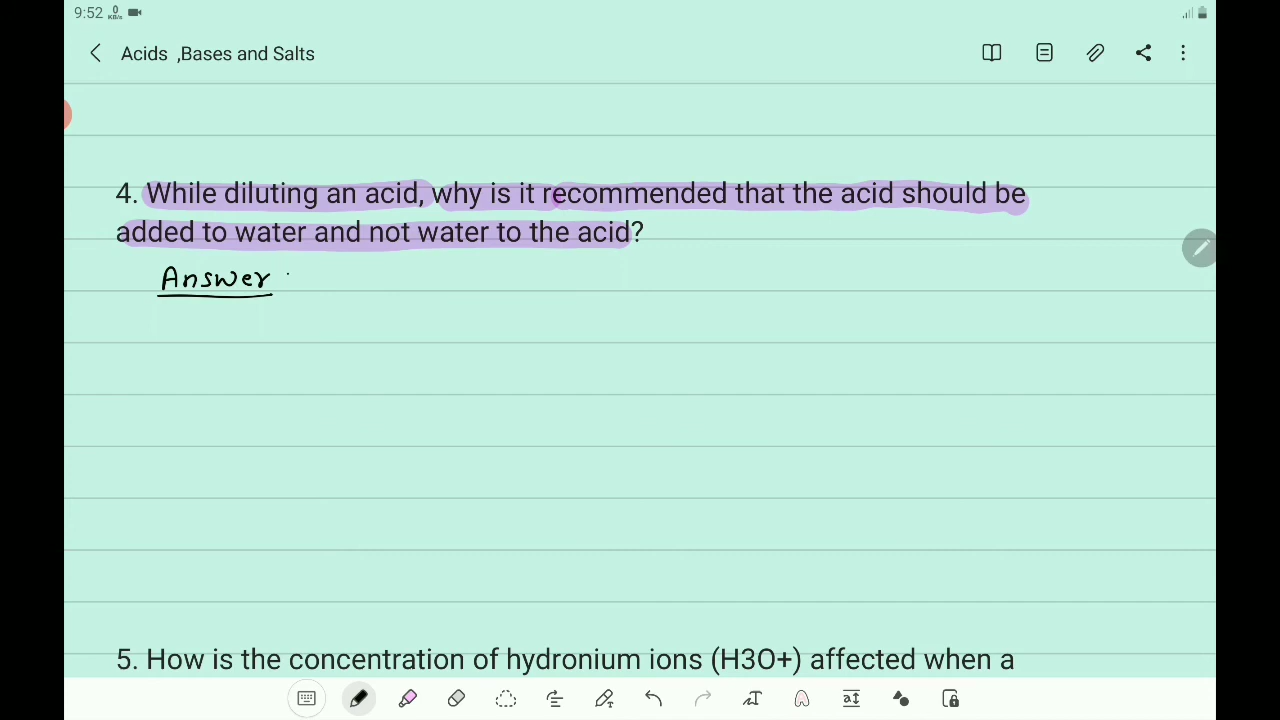 9:52 0 KB/s
Acids ,Bases and Salts
4. While diluting an acid, why is it recommended that the acid should be
added to water and not water to the acid?
Answer
5. How is the concentration of hydronium ions (H3O+) affected when a